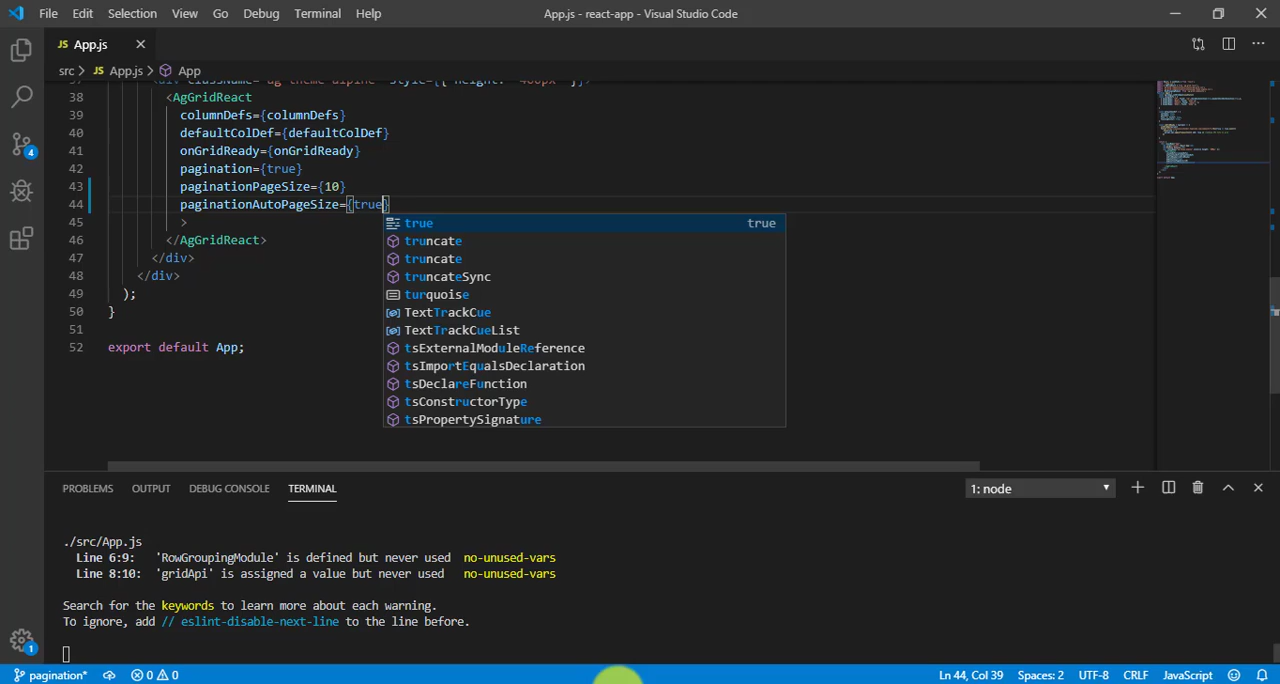 File Edit Selection View Go Debug Terminal Help App.js - react-app - Visual Studio Code
JS App.js
src > JS App.js > App
38 <AgGridReact
39 columnDefs={columnDefs}
40 defaultColDef={defaultColDef}
41 onGridReady={onGridReady}
42 pagination={true}
43 paginationPageSize={10}
44 paginationAutoPageSize={true}
45 >
true true
46 </AgGridReact>
truncate
47 </div>
truncate
48 </div>
truncateSync
49 );
turquoise
50 }
TextTrackCue
51
TextTrackCueList
52 export default App;
tsExternalModuleReference
tsImportEqualsDeclaration
tsDeclareFunction
tsConstructorType
tsPropertySignature
PROBLEMS OUTPUT DEBUG CONSOLE TERMINAL 1: node
./src/App.js
Line 6:9: 'RowGroupingModule' is defined but never used no-unused-vars
Line 8:10: 'gridApi' is assigned a value but never used no-unused-vars
Search for the keywords to learn more about each warning.
To ignore, add // eslint-disable-next-line to the line before.
4
1
pagination* 0 0 Ln 44, Col 39 Spaces: 2 UTF-8 CRLF JavaScript